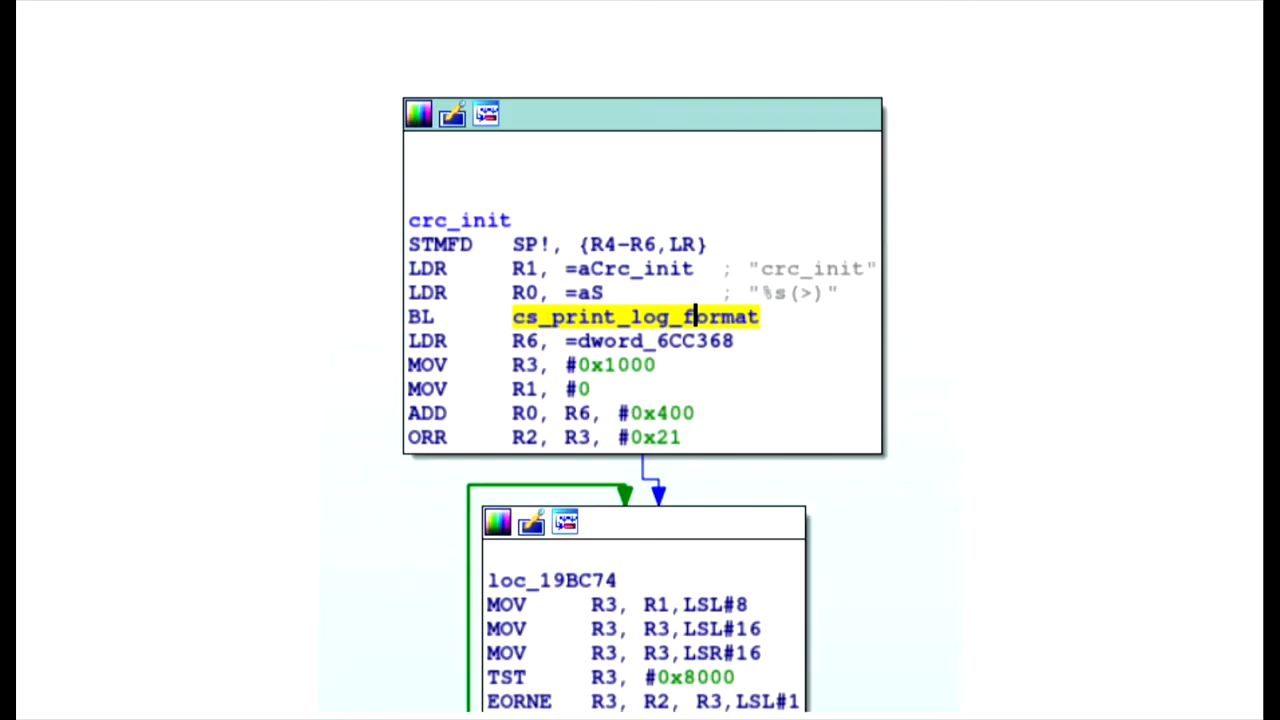 crc_init
STMFD SP!, {R4-R6,LR}
LDR R1, =aCrc_init ; "crc_init"
LDR R0, =aS ; "%s(>)"
BL cs_print_log_format
LDR R6, =dword_6CC368
MOV R3, #0x1000
MOV R1, #0
ADD R0, R6, #0x400
ORR R2, R3, #0x21
loc_19BC74
MOV R3, R1,LSL#8
MOV R3, R3,LSL#16
MOV R3, R3,LSR#16
TST R3, #0x8000
EORNE R3, R2, R3,LSL#1